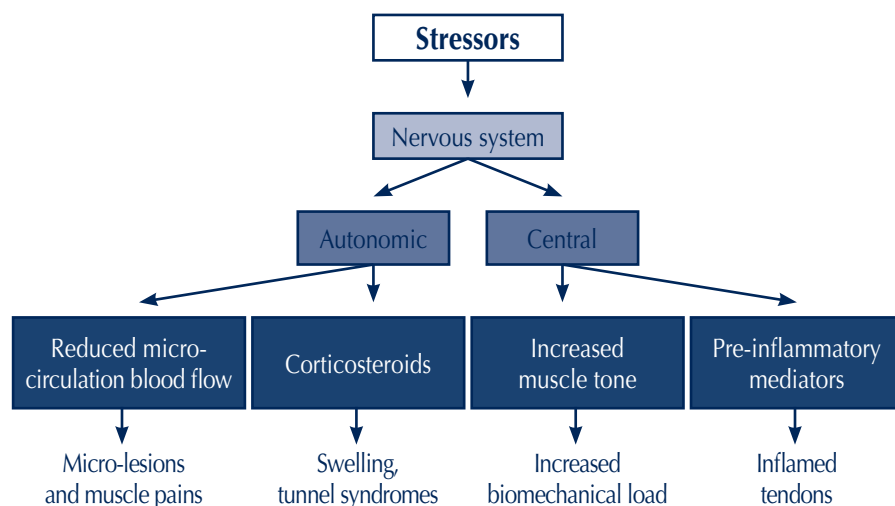 Stressors
Nervous system
Autonomic
Central
Reduced micro-
circulation blood flow
Corticosteroids
Increased
muscle tone
Pre-inflammatory
mediators
Micro-lesions
and muscle pains
Swelling,
tunnel syndromes
Increased
biomechanical load
Inflamed
tendons